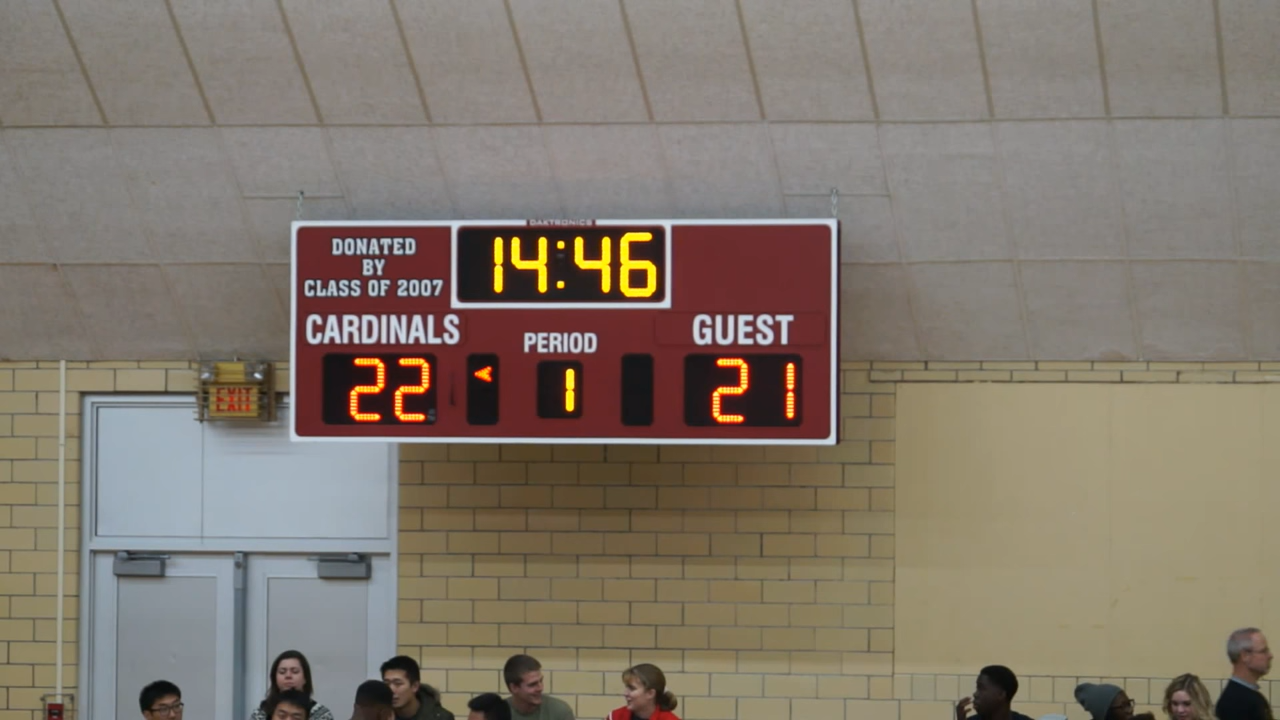 DAKTRONICS
DONATED
BY
CLASS OF 2007
14:46
CARDINALS
PERIOD
GUEST
22
1
21
EXIT